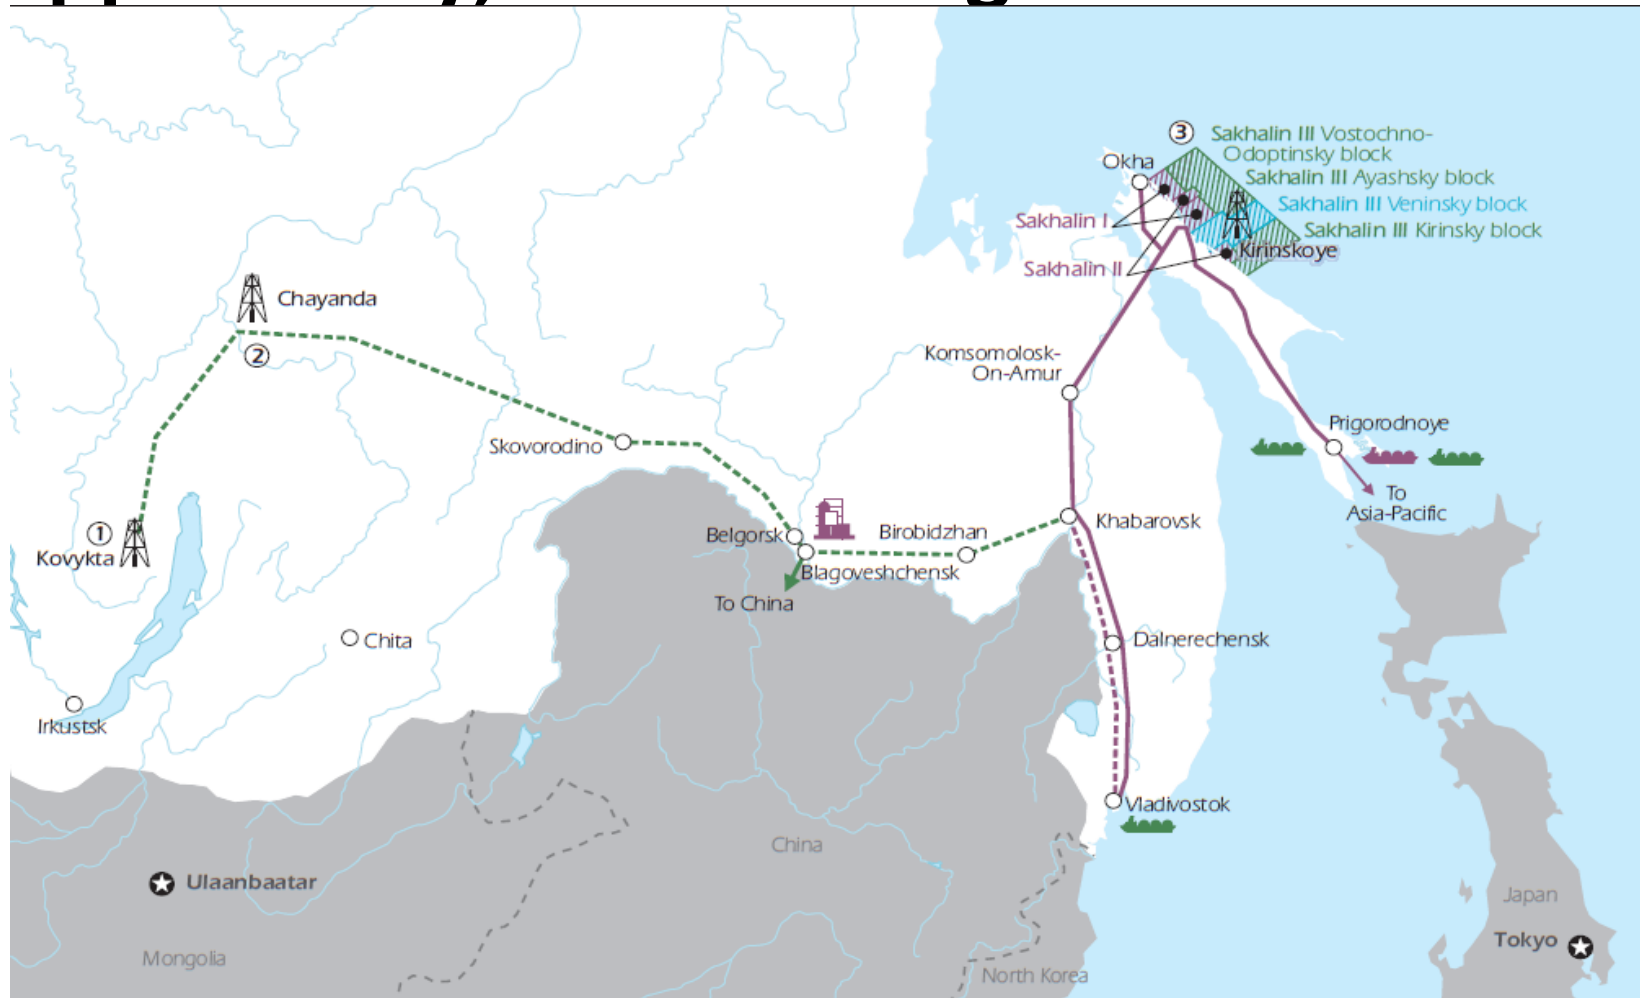 ③ Sakhalin III Vostochno-
Odoptinsky block
Okha
Sakhalin III Ayashsky block
Sakhalin III Veninsky block
Sakhalin I
Sakhalin III Kirinsky block
Kirinskoye
Sakhalin II
Chayanda
②
Komsomolosk-
On-Amur
Prigorodnoye
Skovorodino
To
Asia-Pacific
①
Kovykta
Belgorsk
Birobidzhan
Khabarovsk
Blagoveshchensk
To China
Chita
Dalnerechensk
Irkustsk
Vladivostok
China
Ulaanbaatar
Japan
Tokyo
Mongolia
North Korea